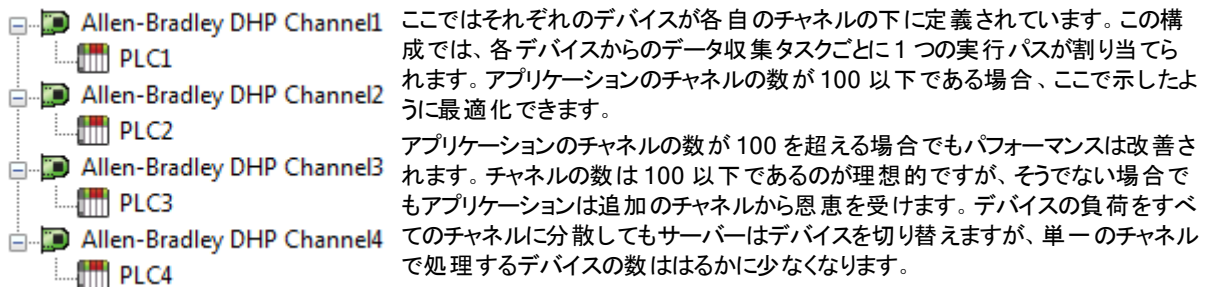 Allen-Bradley DHP Channel1
PLC1
Allen-Bradley DHP Channel2
PLC2
Allen-Bradley DHP Channel3
PLC3
Allen-Bradley DHP Channel4
PLC4
ここではそれぞれのデバイスが各自のチャネルの下に定義されています。この構
成では、各デバイスからのデータ収集タスクごとに 1 つの実行パスが割り当てら
れます。アプリケーションのチャネルの数が 100 以下である場合、ここで示したよ
うに最適化できます。
アプリケーションのチャネルの数が 100 を超える場合でもパフォーマンスは改善さ
れます。チャネルの数は 100 以下であるのが理想的ですが、そうでない場合で
もアプリケーションは追加のチャネルから恩恵を受けます。デバイスの負荷をすべ
てのチャネルに分散してもサーバーはデバイスを切り替えますが、単一のチャネル
で処理するデバイスの数ははるかに少なくなります。